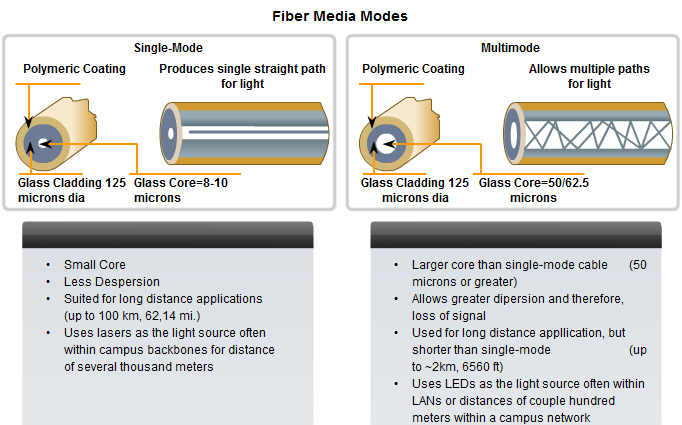 Fiber Media Modes
Single-Mode
Polymeric Coating
Produces single straight path
for light
Glass Cladding 125
microns dia
Glass Core=8-10
microns
Multimode
Polymeric Coating
Allows multiple paths
for light
Glass Cladding 125
microns dia
Glass Core=50/62.5
microns
• Small Core
• Less Despersion
• Suited for long distance applications
(up to 100 km, 62,14 mi.)
• Uses lasers as the light source often
within campus backbones for distance
of several thousand meters
• Larger core than single-mode cable (50
microns or greater)
• Allows greater dipersion and therefore,
loss of signal
• Used for long distance appllication, but
shorter than single-mode (up
to ~2km, 6560 ft)
• Uses LEDs as the light source often within
LANs or distances of couple hundred
meters within a campus network